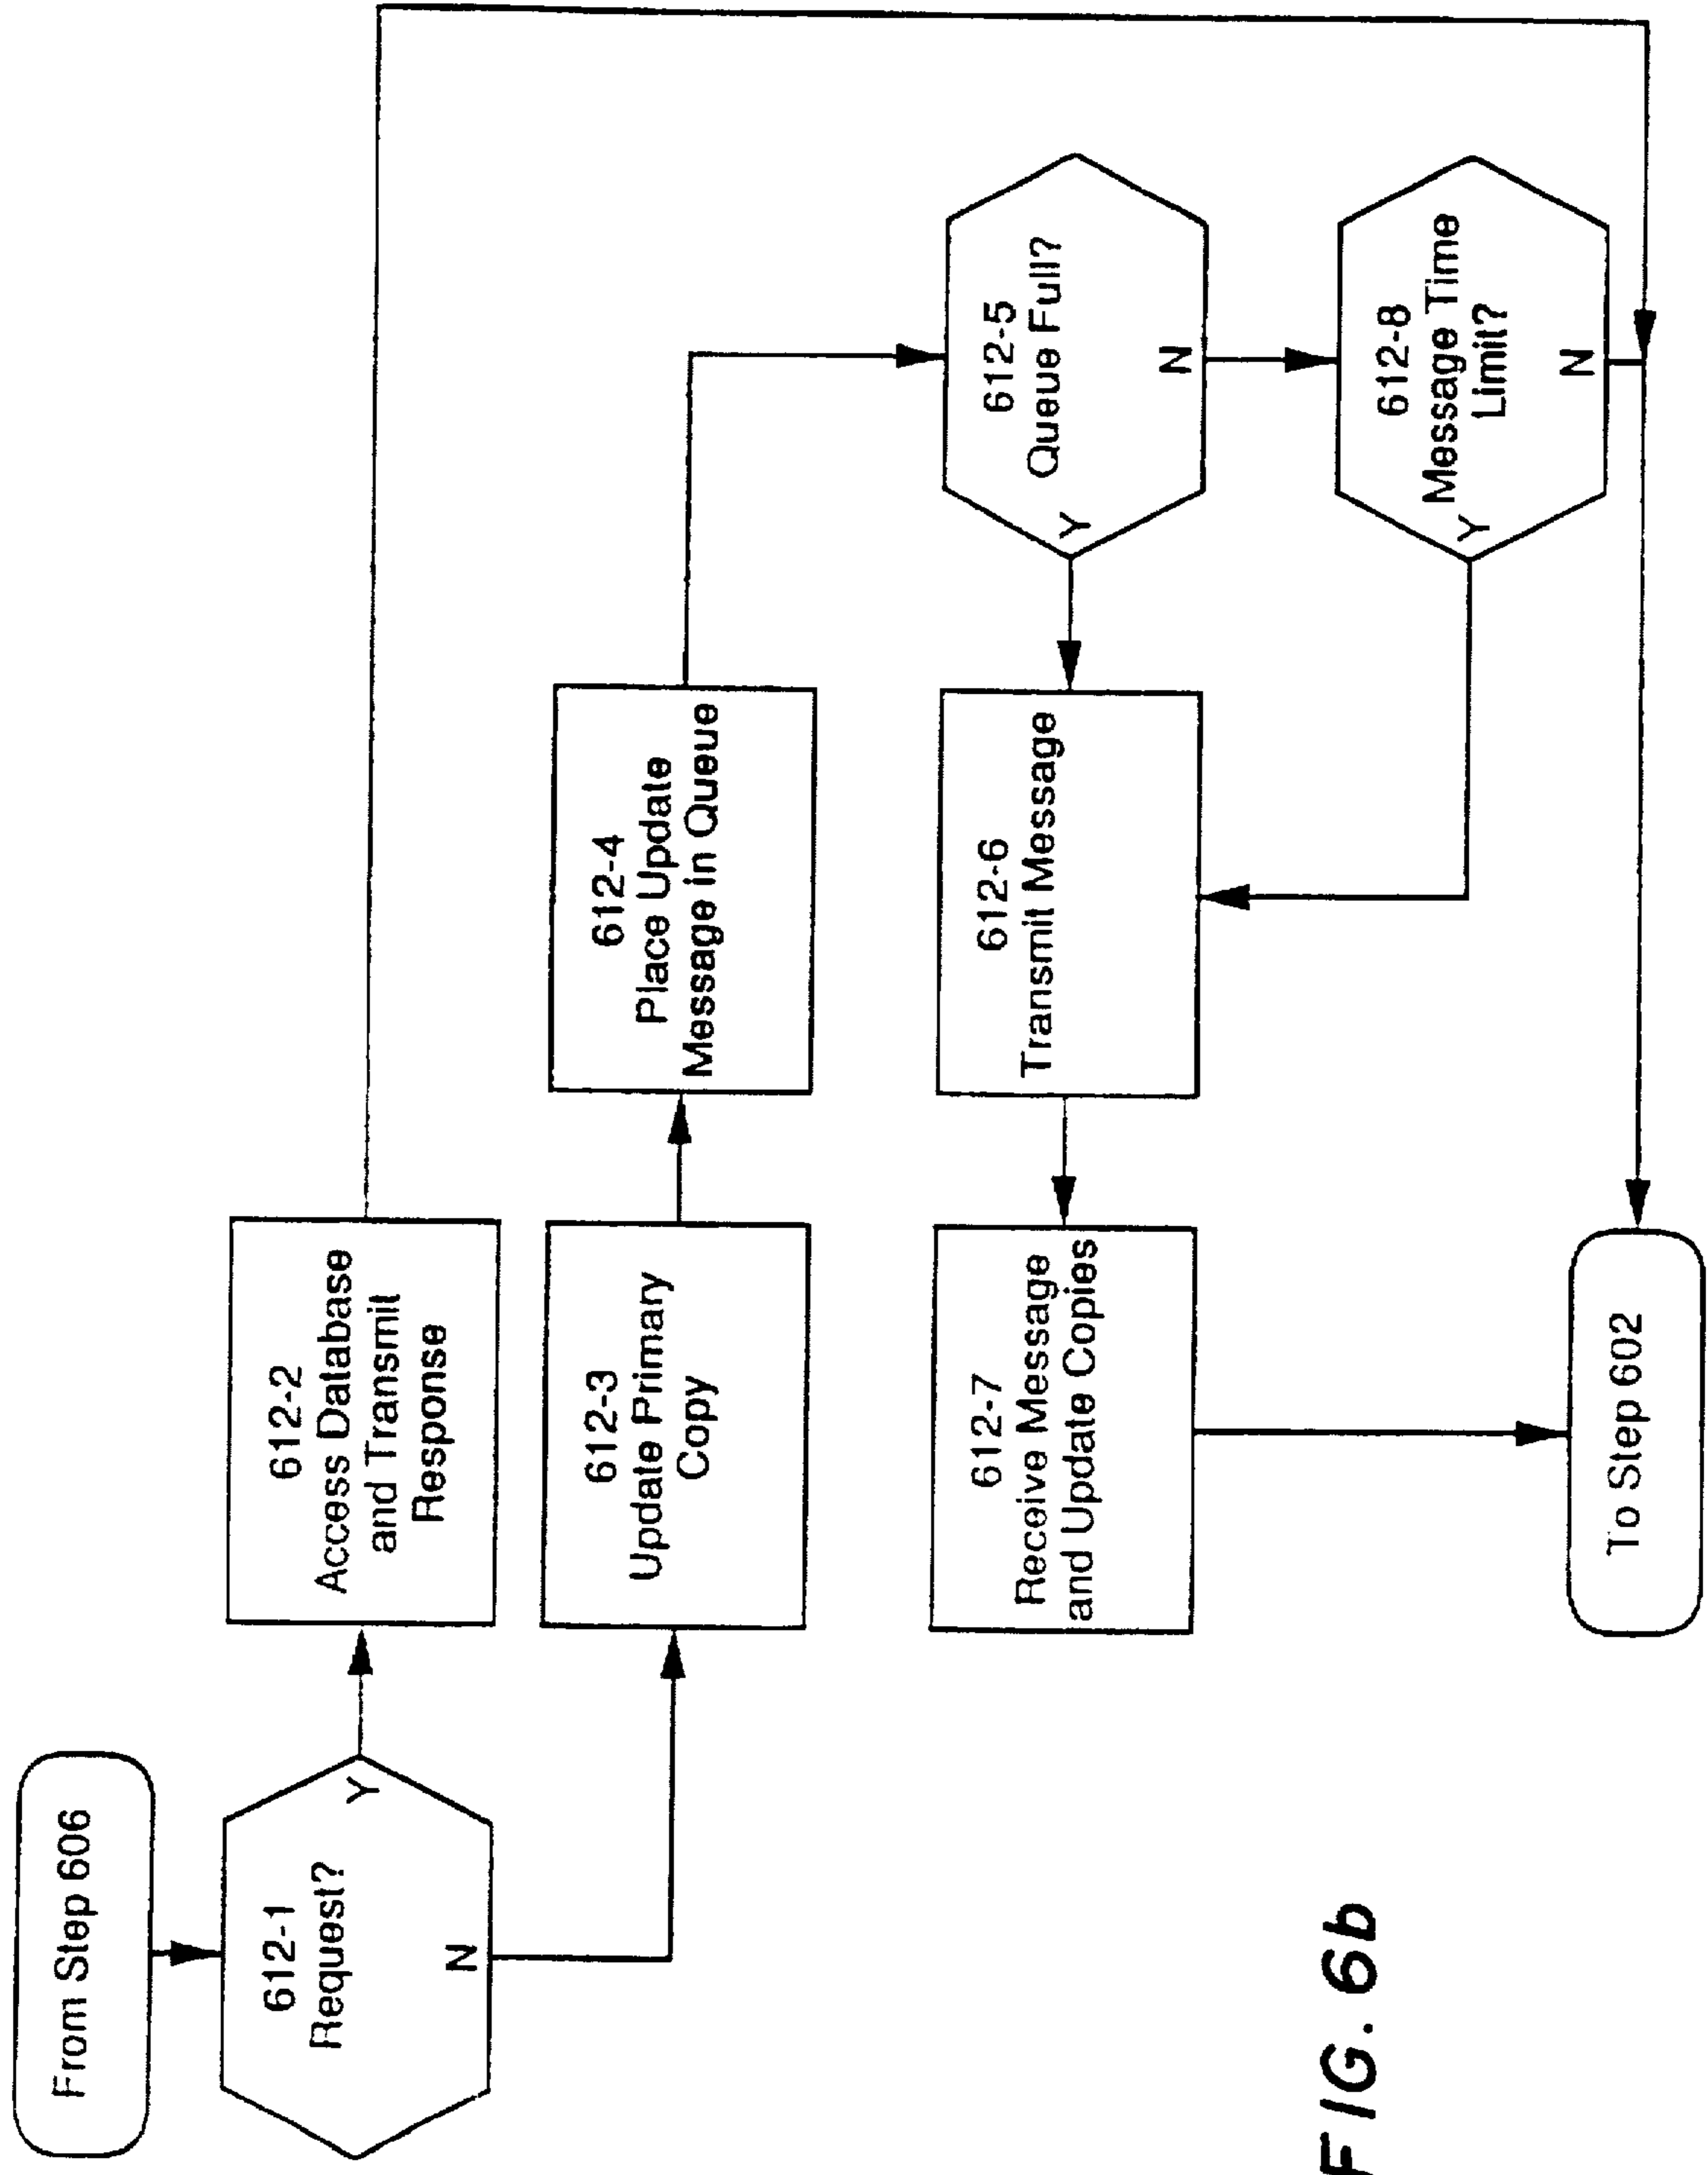 From Step 606
612-1
Request?
Y
N
612-2
Access Database
and Transmit
Response
612-3
Update Primary
Copy
612-4
Place Update
Message in Queue
612-5
Queue Full?
Y
N
612-6
Transmit Message
612-7
Receive Message
and Update Copies
612-8
Message Time
Limit?
Y
N
To Step 602
FIG. 6b